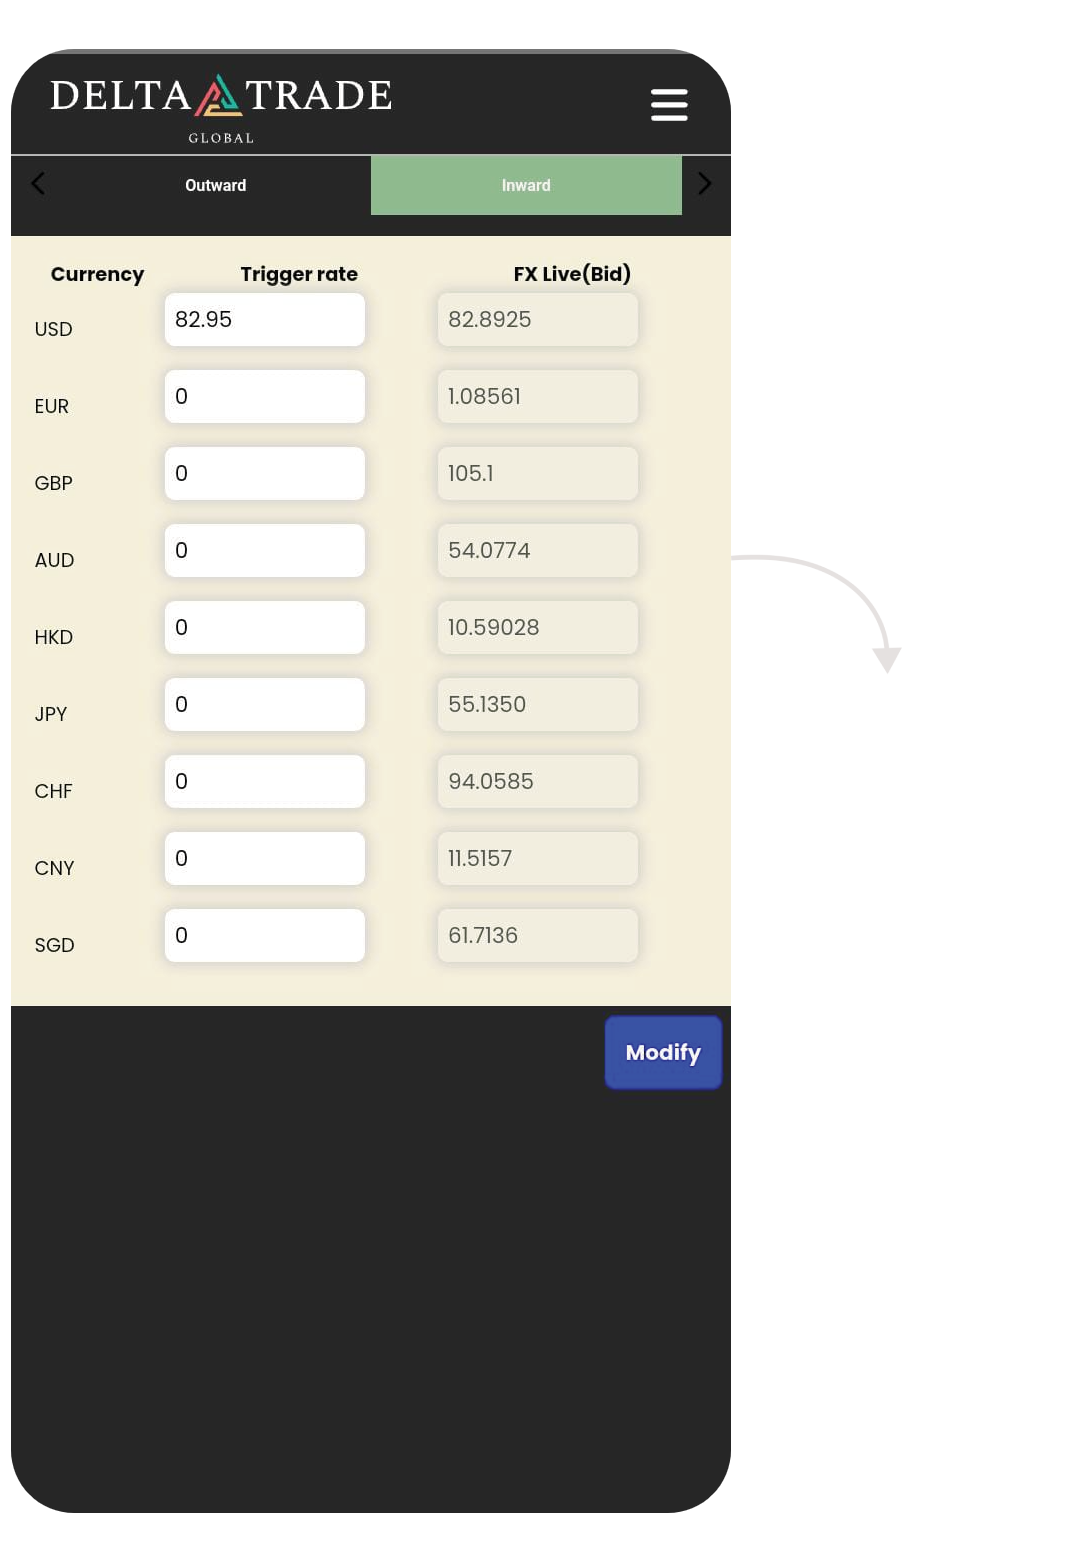 DELTA TRADE
GLOBAL
Outward Inward
Currency Trigger rate FX Live(Bid)
USD 82.95 82.8925
EUR 0 1.08561
GBP 0 105.1
AUD 0 54.0774
HKD 0 10.59028
JPY 0 55.1350
CHF 0 94.0585
CNY 0 11.5157
SGD 0 61.7136
Modify